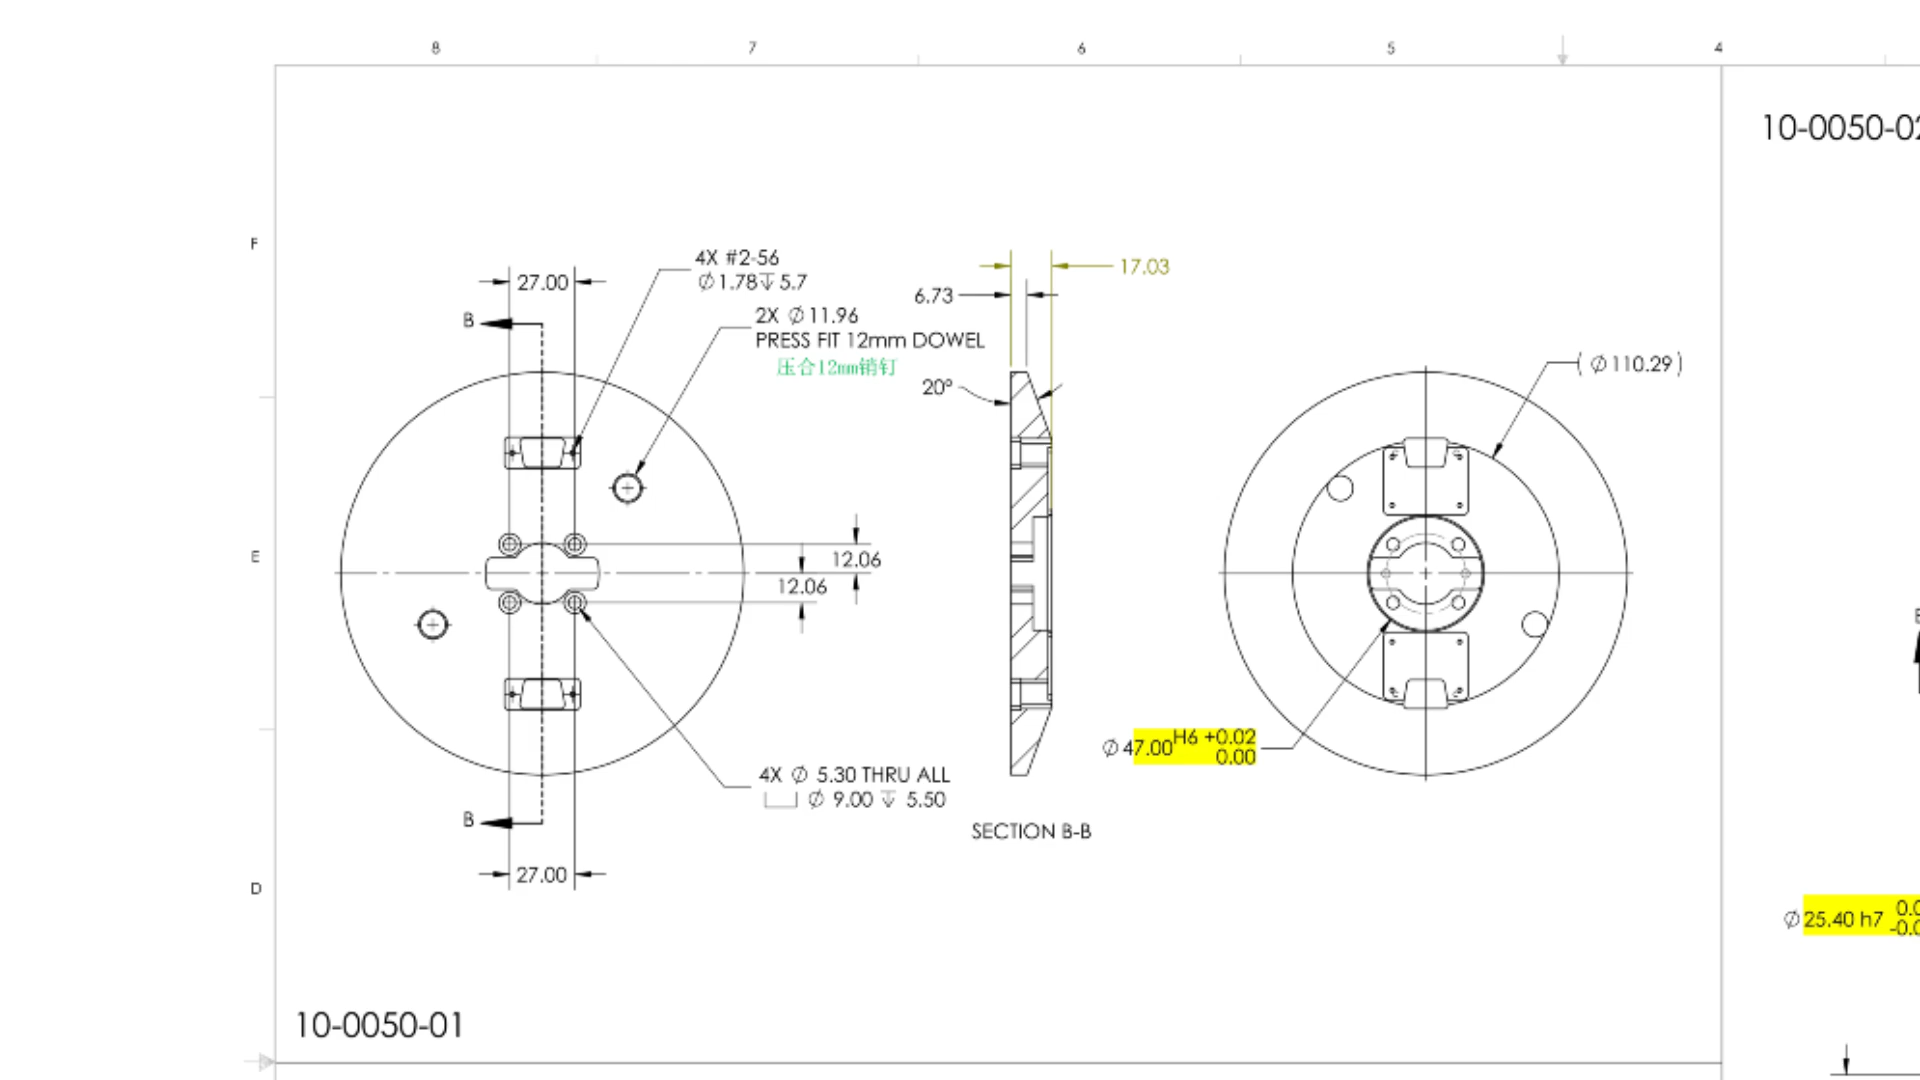 8 7 6 5 4
10-0050-02
F
4X #2-56
27.00
⌀1.78↧5.7
17.03
6.73
2X ⌀11.96
B
PRESS FIT 12mm DOWEL
压合12mm销钉
20°
(⌀110.29)
E
12.06
12.06
⌀47.00 H6 +0.02
0.00
4X ⌀ 5.30 THRU ALL
⌴ ⌀ 9.00 ↧ 5.50
B
SECTION B-B
27.00
D
⌀25.40 h7
10-0050-01